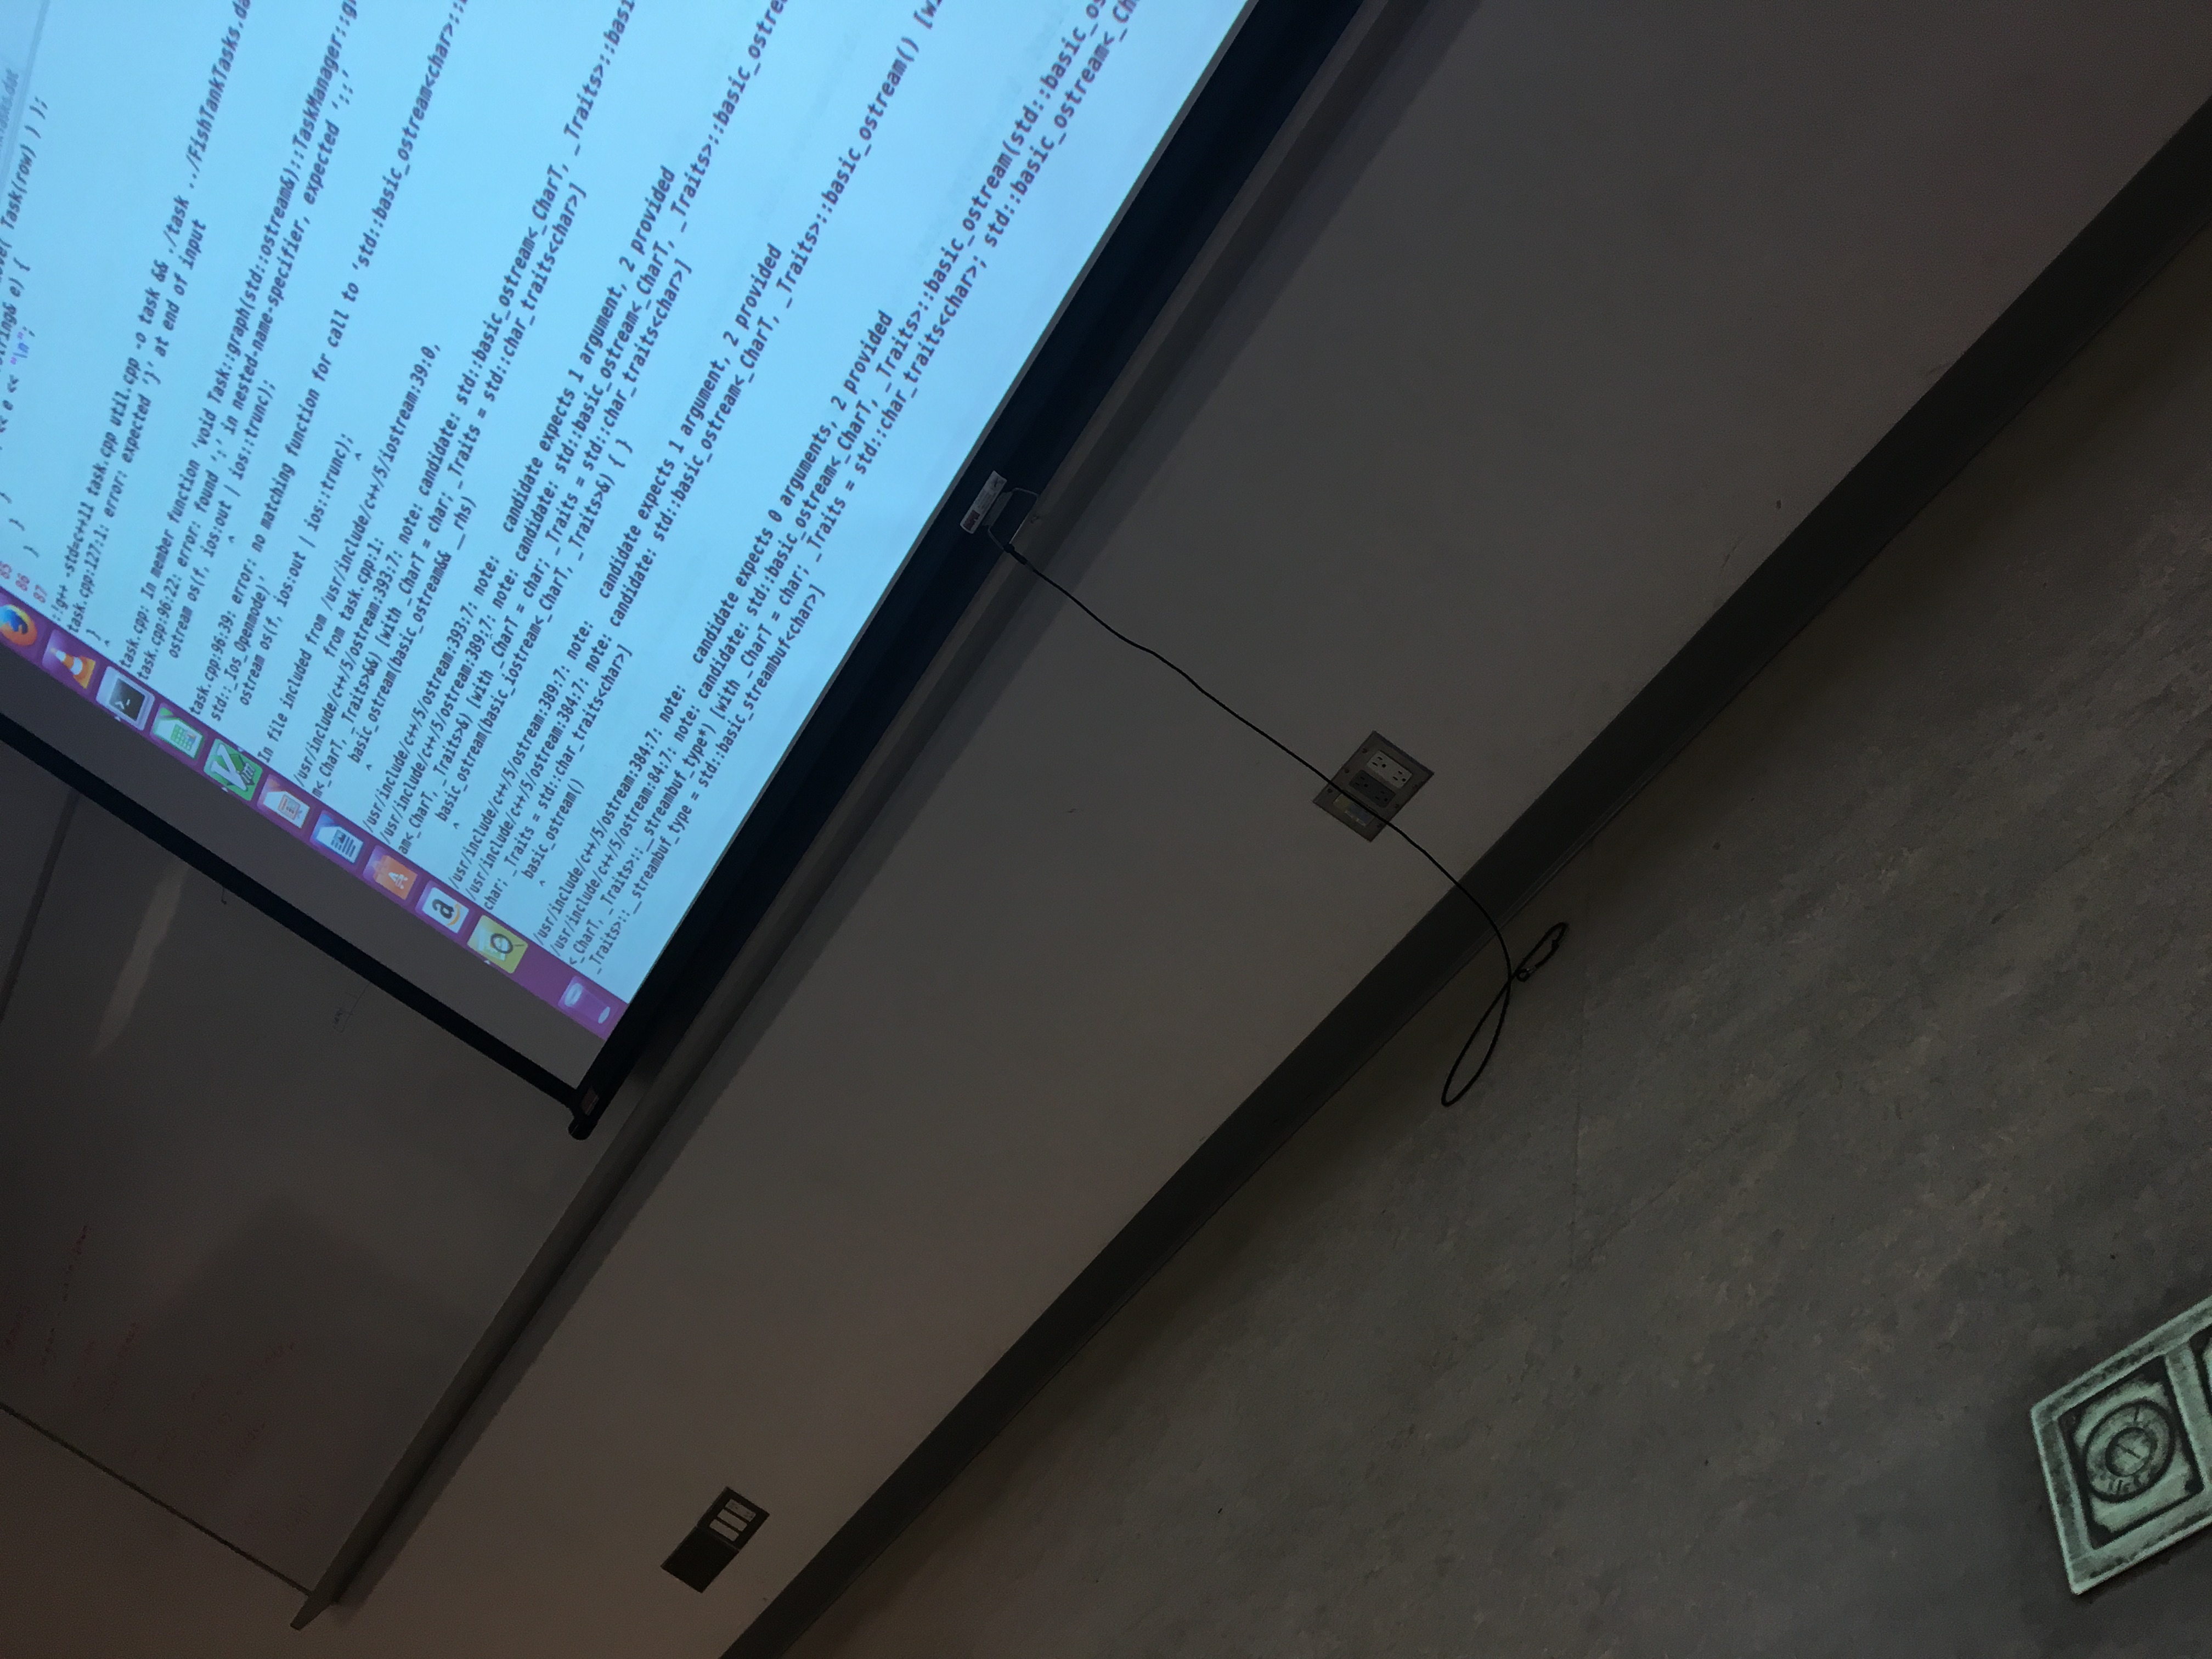 Task(row) ) );
string& e) {
85 }
<< e << "\n";
86 }
87 }
:!g++ -std=c++11 task.cpp util.cpp -o task && ./task ../FishTankTasks.da
task.cpp:127:1: error: expected '}' at end of input
}
^
task.cpp: In member function 'void Task::graph(std::ostream&)::TaskManager::g
task.cpp:96:22: error: found ':' in nested-name-specifier, expected '::'
ostream os(f, ios:out | ios::trunc);
^
task.cpp:96:39: error: no matching function for call to 'std::basic_ostream<char>::
std::_Ios_Openmode)'
ostream os(f, ios:out | ios::trunc);
^
In file included from /usr/include/c++/5/iostream:39:0,
from task.cpp:1:
/usr/include/c++/5/ostream:393:7: note: candidate: std::basic_ostream<_CharT, _Traits>::basi
m<_CharT, _Traits>&&) [with _CharT = char; _Traits = std::char_traits<char>]
basic_ostream(basic_ostream&& __rhs)
^
/usr/include/c++/5/ostream:393:7: note: candidate expects 1 argument, 2 provided
/usr/include/c++/5/ostream:389:7: note: candidate: std::basic_ostream<_CharT, _Traits>::basic_ostre
am<_CharT, _Traits>&) [with _CharT = char; _Traits = std::char_traits<char>]
basic_ostream(basic_iostream<_CharT, _Traits>&) { }
^
/usr/include/c++/5/ostream:389:7: note: candidate expects 1 argument, 2 provided
/usr/include/c++/5/ostream:384:7: note: candidate: std::basic_ostream<_CharT, _Traits>::basic_ostream() [wi
char; _Traits = std::char_traits<char>]
basic_ostream()
^
/usr/include/c++/5/ostream:384:7: note: candidate expects 0 arguments, 2 provided
/usr/include/c++/5/ostream:84:7: note: candidate: std::basic_ostream<_CharT, _Traits>::basic_ostream(std::basic_os
<_CharT, _Traits>::__streambuf_type*) [with _CharT = char; _Traits = std::char_traits<char>; std::basic_ostream<_Ch
_Traits>::__streambuf_type = std::basic_streambuf<char>]